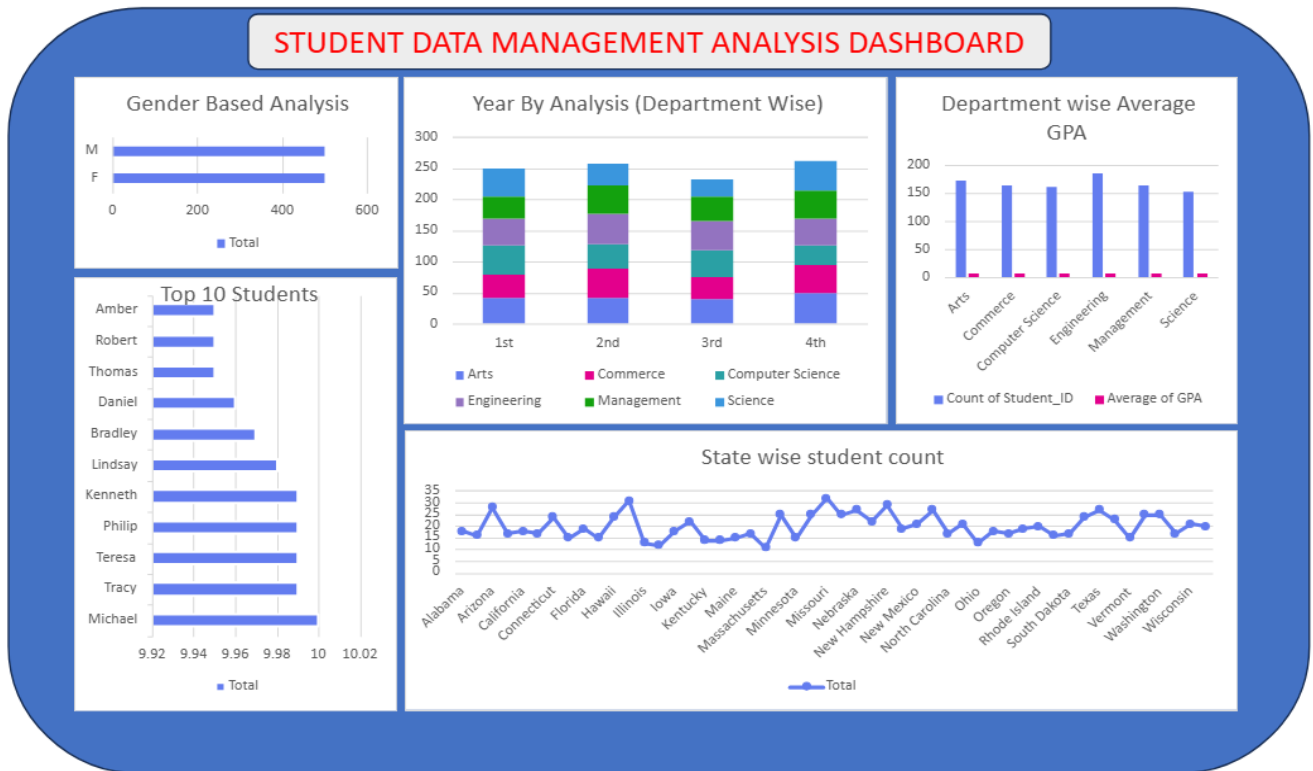 STUDENT DATA MANAGEMENT ANALYSIS DASHBOARD
Gender Based Analysis
M
F
0 200 400 600
Total
Top 10 Students
Amber
Robert
Thomas
Daniel
Bradley
Lindsay
Kenneth
Philip
Teresa
Tracy
Michael
9.92 9.94 9.96 9.98 10 10.02
Total
Year By Analysis (Department Wise)
300
250
200
150
100
50
0
1st 2nd 3rd 4th
Arts Commerce Computer Science
Engineering Management Science
Department wise Average
GPA
200
150
100
50
0
Arts
Commerce
Computer Science
Engineering
Management
Science
Count of Student_ID Average of GPA
State wise student count
35
30
25
20
15
10
5
0
Alabama
Arizona
California
Connecticut
Florida
Hawaii
Illinois
Iowa
Kentucky
Maine
Massachusetts
Minnesota
Missouri
Nebraska
New Hampshire
New Mexico
North Carolina
Ohio
Oregon
Rhode Island
South Dakota
Texas
Vermont
Washington
Wisconsin
Total